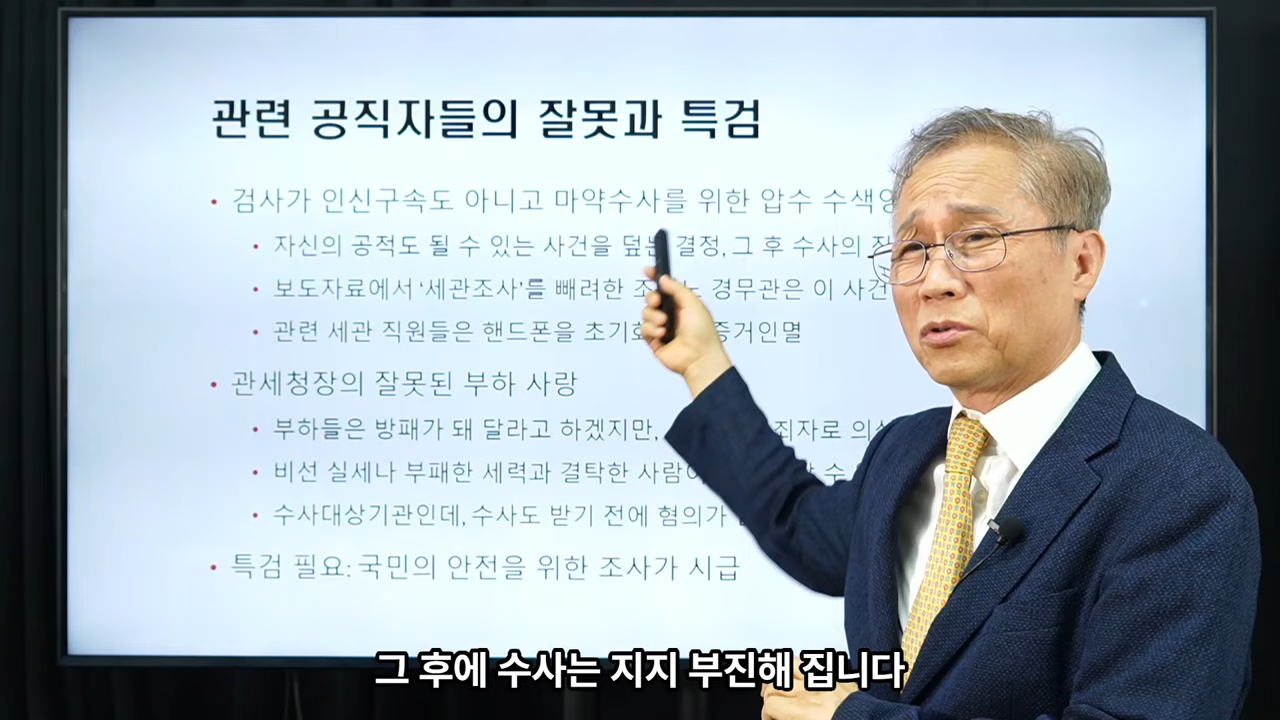 관련 공직자들의 잘못과 특검
• 검사가 인신구속도 아니고 마약수사를 위한 압수 수색영
• 자신의 공적도 될 수 있는 사건을 덮는 결정, 그 후 수사의
• 보도자료에서 ‘세관조사’를 빼려한 경무관은 이 사건
• 관련 세관 직원들은 핸드폰을 증거인멸
• 관세청장의 잘못된 부하 사랑
• 부하들은 방패가 돼 달라고 하겠지만,
• 비선 실세나 부패한 세력과 결탁한 수
• 수사대상기관인데, 수사도 받기 전에 혐의가
• 특검 필요: 국민의 안전을 위한 조사가 시급
그 후에 수사는 지지 부진해 집니다